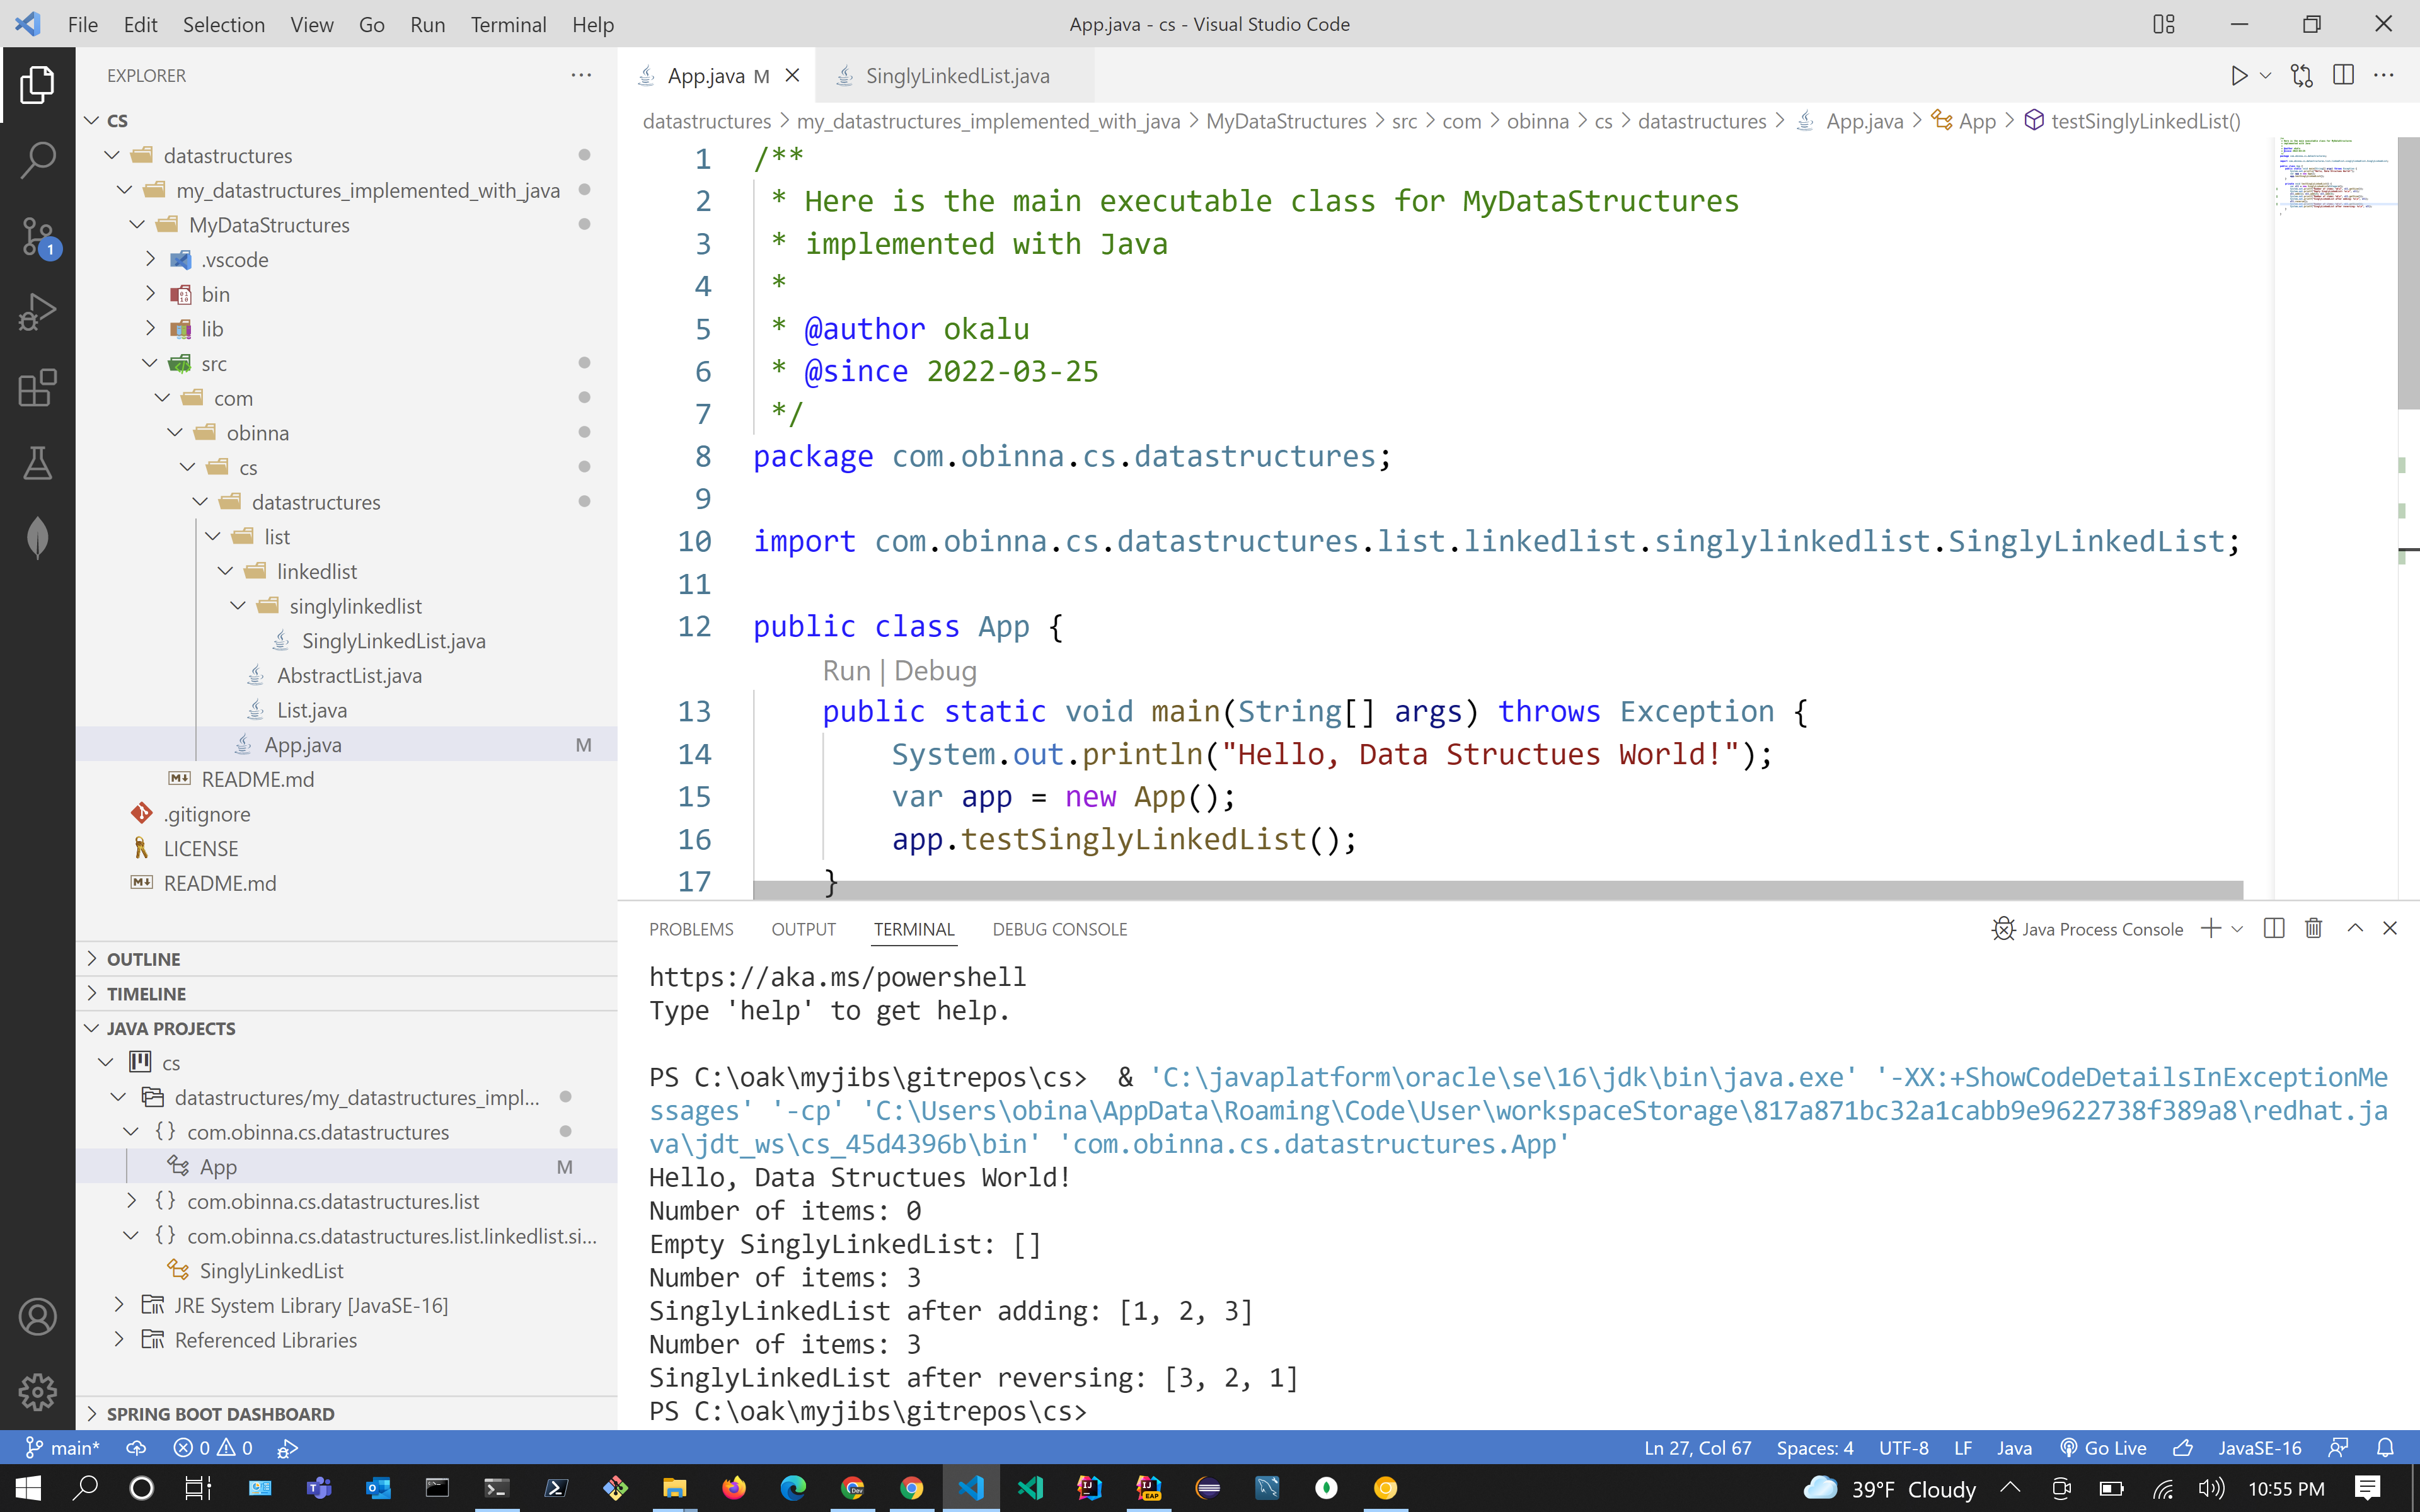 File Edit Selection View Go Run Terminal Help
App.java - cs - Visual Studio Code
EXPLORER
CS
datastructures
my_datastructures_implemented_with_java
MyDataStructures
.vscode
bin
lib
src
com
obinna
cs
datastructures
list
linkedlist
singlylinkedlist
SinglyLinkedList.java
AbstractList.java
List.java
App.java M
README.md
.gitignore
LICENSE
README.md
OUTLINE
TIMELINE
JAVA PROJECTS
cs
datastructures/my_datastructures_impl...
{} com.obinna.cs.datastructures
App M
{} com.obinna.cs.datastructures.list
{} com.obinna.cs.datastructures.list.linkedlist.si...
SinglyLinkedList
JRE System Library [JavaSE-16]
Referenced Libraries
SPRING BOOT DASHBOARD
1
App.java M SinglyLinkedList.java
datastructures > my_datastructures_implemented_with_java > MyDataStructures > src > com > obinna > cs > datastructures > App.java > App > testSinglyLinkedList()
1 /**
2 * Here is the main executable class for MyDataStructures
3 * implemented with Java
4 *
5 * @author okalu
6 * @since 2022-03-25
7 */
8 package com.obinna.cs.datastructures;
9
10 import com.obinna.cs.datastructures.list.linkedlist.singlylinkedlist.SinglyLinkedList;
11
12 public class App {
Run | Debug
13 public static void main(String[] args) throws Exception {
14 System.out.println("Hello, Data Structues World!");
15 var app = new App();
16 app.testSinglyLinkedList();
17 }
PROBLEMS OUTPUT TERMINAL DEBUG CONSOLE
Java Process Console
https://aka.ms/powershell
Type 'help' to get help.
PS C:\oak\myjibs\gitrepos\cs>  & 'C:\javaplatform\oracle\se\16\jdk\bin\java.exe' '-XX:+ShowCodeDetailsInExceptionMe
ssages' '-cp' 'C:\Users\obina\AppData\Roaming\Code\User\workspaceStorage\817a871bc32a1cabb9e9622738f389a8\redhat.ja
va\jdt_ws\cs_45d4396b\bin' 'com.obinna.cs.datastructures.App'
Hello, Data Structues World!
Number of items: 0
Empty SinglyLinkedList: []
Number of items: 3
SinglyLinkedList after adding: [1, 2, 3]
Number of items: 3
SinglyLinkedList after reversing: [3, 2, 1]
PS C:\oak\myjibs\gitrepos\cs>
main* 0 0 Ln 27, Col 67 Spaces: 4 UTF-8 LF Java Go Live JavaSE-16
39°F Cloudy 10:55 PM